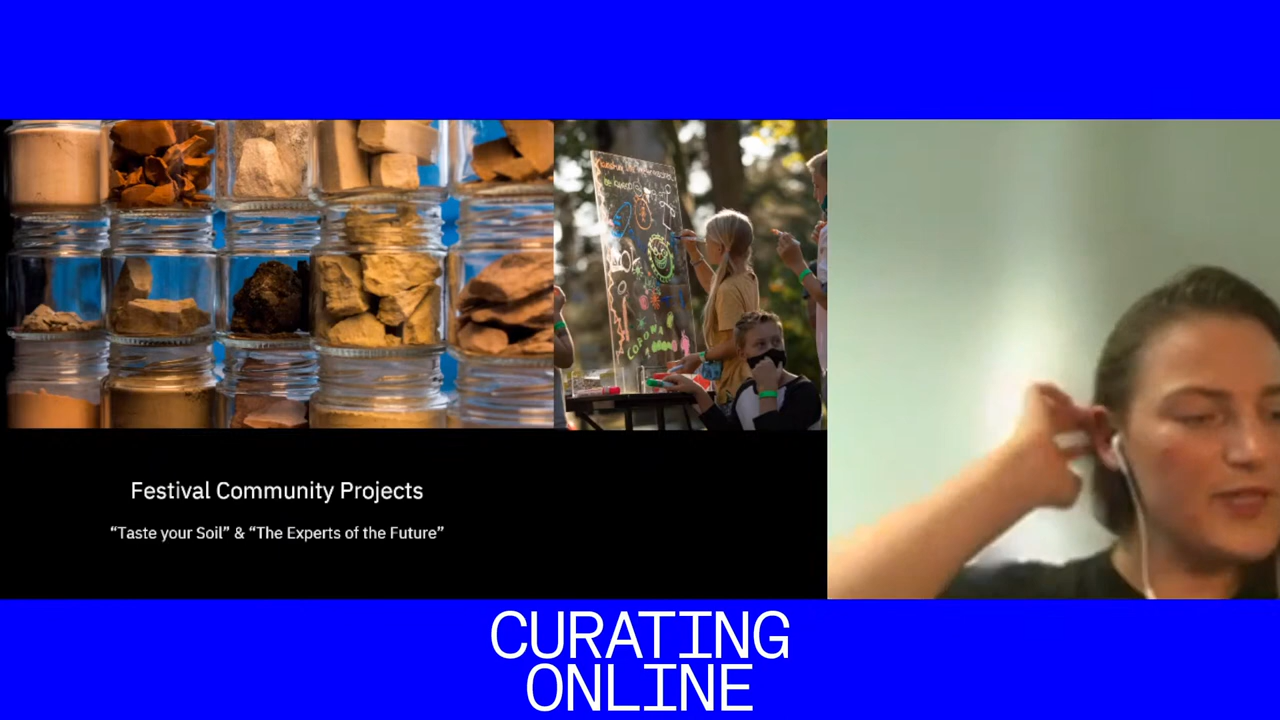 Festival Community Projects
“Taste your Soil” & “The Experts of the Future”
CURATING
ONLINE